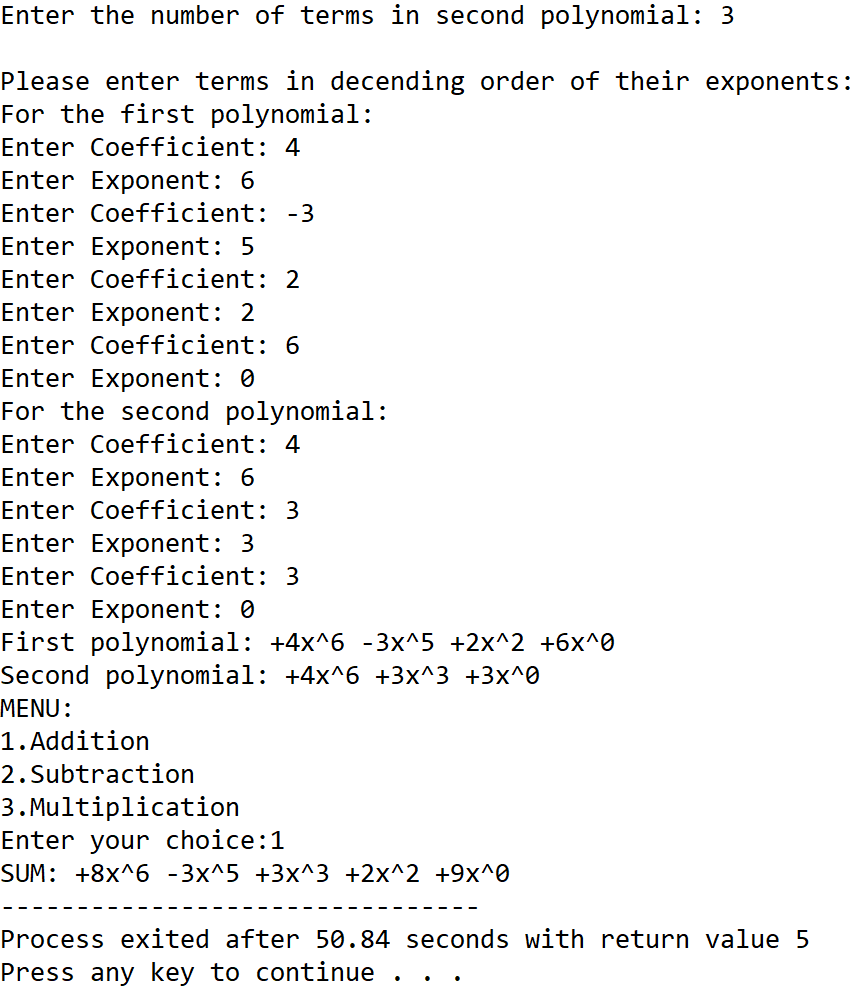 Enter the number of terms in second polynomial: 3

Please enter terms in decending order of their exponents:
For the first polynomial:
Enter Coefficient: 4
Enter Exponent: 6
Enter Coefficient: -3
Enter Exponent: 5
Enter Coefficient: 2
Enter Exponent: 2
Enter Coefficient: 6
Enter Exponent: 0
For the second polynomial:
Enter Coefficient: 4
Enter Exponent: 6
Enter Coefficient: 3
Enter Exponent: 3
Enter Coefficient: 3
Enter Exponent: 0
First polynomial: +4x^6 -3x^5 +2x^2 +6x^0
Second polynomial: +4x^6 +3x^3 +3x^0
MENU:
1.Addition
2.Subtraction
3.Multiplication
Enter your choice:1
SUM: +8x^6 -3x^5 +3x^3 +2x^2 +9x^0
--------------------------------
Process exited after 50.84 seconds with return value 5
Press any key to continue . . .